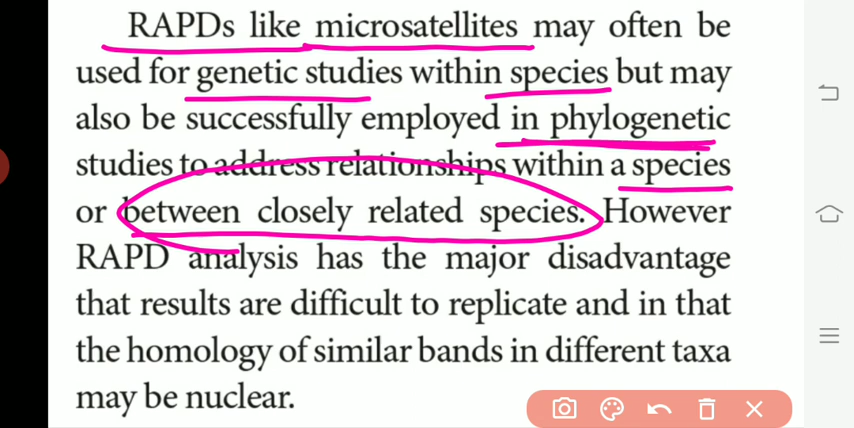 RAPDs like microsatellites may often be
used for genetic studies within species but may
also be successfully employed in phylogenetic
studies to address relationships within a species
or between closely related species. However
RAPD analysis has the major disadvantage
that results are difficult to replicate and in that
the homology of similar bands in different taxa
may be nuclear.